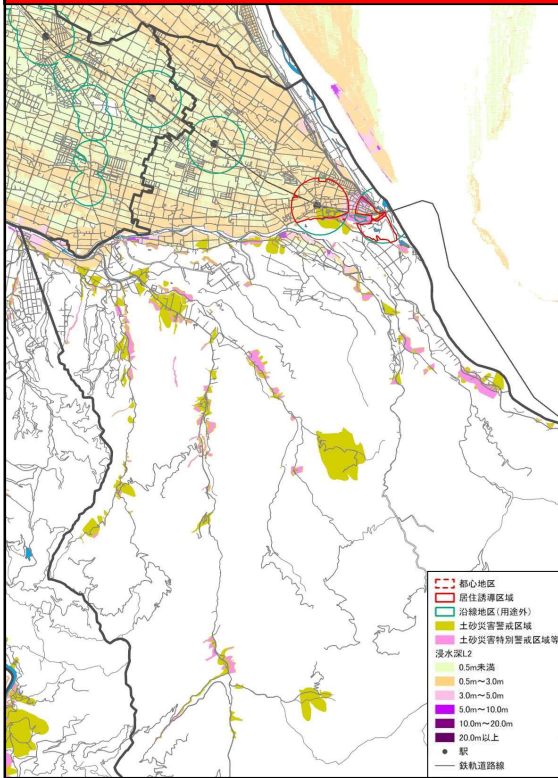 都心地区
居住誘導区域
沿線地区(用途外)
土砂災害警戒区域
土砂災害特別警戒区域等
浸水深L2
0.5m未満
0.5m~3.0m
3.0m~5.0m
5.0m~10.0m
10.0m~20.0m
20.0m以上
駅
鉄軌道路線